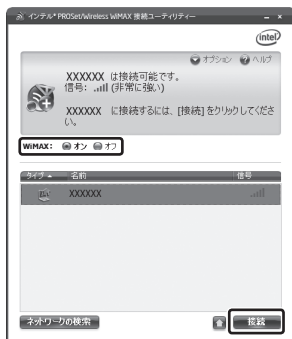 インテル® PROSet/Wireless WiMAX 接続ユーティリティー
intel
オプション ヘルプ
XXXXXX は接続可能です。
信号: (非常に強い)
XXXXXX に接続するには、[接続] をクリックしてください。
WiMAX: オン オフ
タイプ 名前 信号
XXXXXX
ネットワークの検索 接続